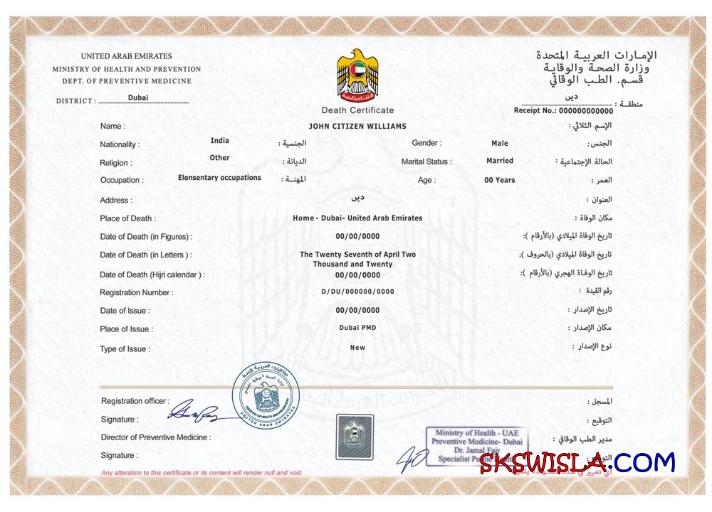 UNITED ARAB EMIRATES
MINISTRY OF HEALTH AND PREVENTION
DEPT. OF PREVENTIVE MEDICINE
DISTRICT : Dubai
Death Certificate
الإمارات العربية المتحدة
وزارة الصحة والوقاية
قسم. الطب الوقائي
منطقة : دبي
Receipt No.: 000000000000
Name : JOHN CITIZEN WILLIAMS الإسم الثلاثي :
Nationality : India الجنسية : Gender : Male الجنس :
Religion : Other الديانة : Marital Status : Married الحالة الإجتماعية :
Occupation : Elensentary occupations المهنة : Age : 00 Years العمر :
Address : دبي العنوان :
Place of Death : Home - Dubai- United Arab Emirates مكان الوفاة :
Date of Death (in Figures) : 00/00/0000 تاريخ الوفاة الميلادي (بالأرقام ):
Date of Death (in Letters ) : The Twenty Seventh of April Two تاريخ الوفاة الميلادي (بالحروف ):
Thousand and Twenty
Date of Death (Hijri calendar ) : 00/00/0000 تاريخ الوفاة الهجري (بالأرقام ):
Registration Number : D/DU/000000/0000 رقم القيدة :
Date of Issue : 00/00/0000 تاريخ الإصدار :
Place of Issue : Dubai PMD مكان الإصدار :
Type of Issue : New نوع الإصدار :
Registration officer : المسجل :
Signature : التوقيع :
Director of Preventive Medicine : مدير الطب الوقائي :
Signature :
UNITED ARAB EMIRATES
Ministry of Health - UAE
Preventive Medicine- Dubai
Dr. Jamal Fair
Specialist
SKSWISLA.COM
Any alteration to this certificate or its content will render null and void.